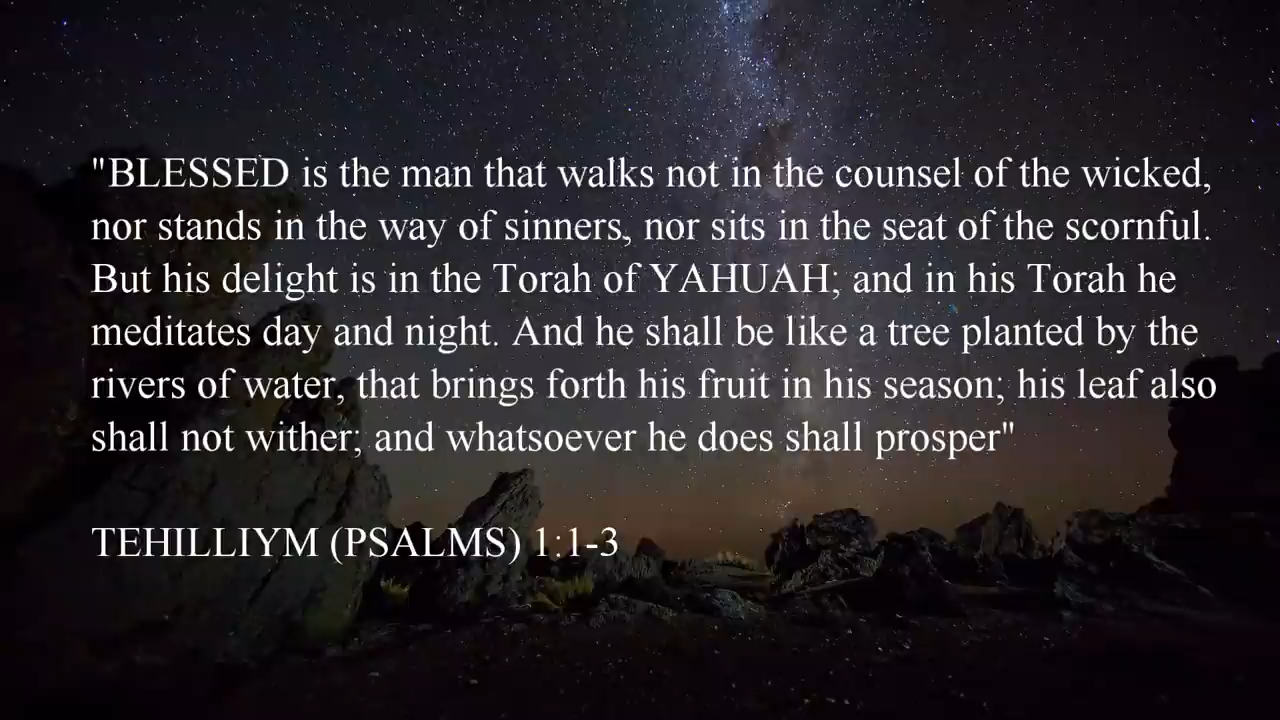 "BLESSED is the man that walks not in the counsel of the wicked,
nor stands in the way of sinners, nor sits in the seat of the scornful.
But his delight is in the Torah of YAHUAH; and in his Torah he
meditates day and night. And he shall be like a tree planted by the
rivers of water, that brings forth his fruit in his season; his leaf also
shall not wither; and whatsoever he does shall prosper"
TEHILLIYM (PSALMS) 1:1-3